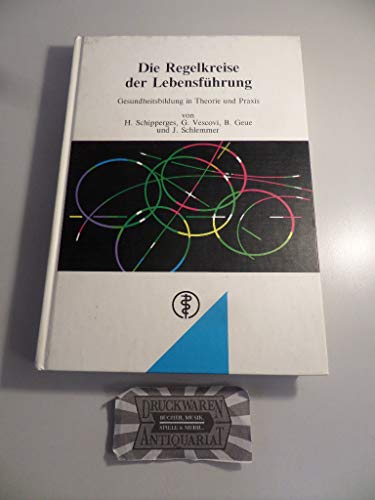 Die Regelkreise
der Lebensführung
Gesundheitsbildung in Theorie und Praxis
von
H. Schipperges, G. Vescovi, B. Geue
und J. Schlemmer
DRUCKWAREN
BÜCHER, MUSIK,
SPIELE & MEHR...
ANTIQUARIAT